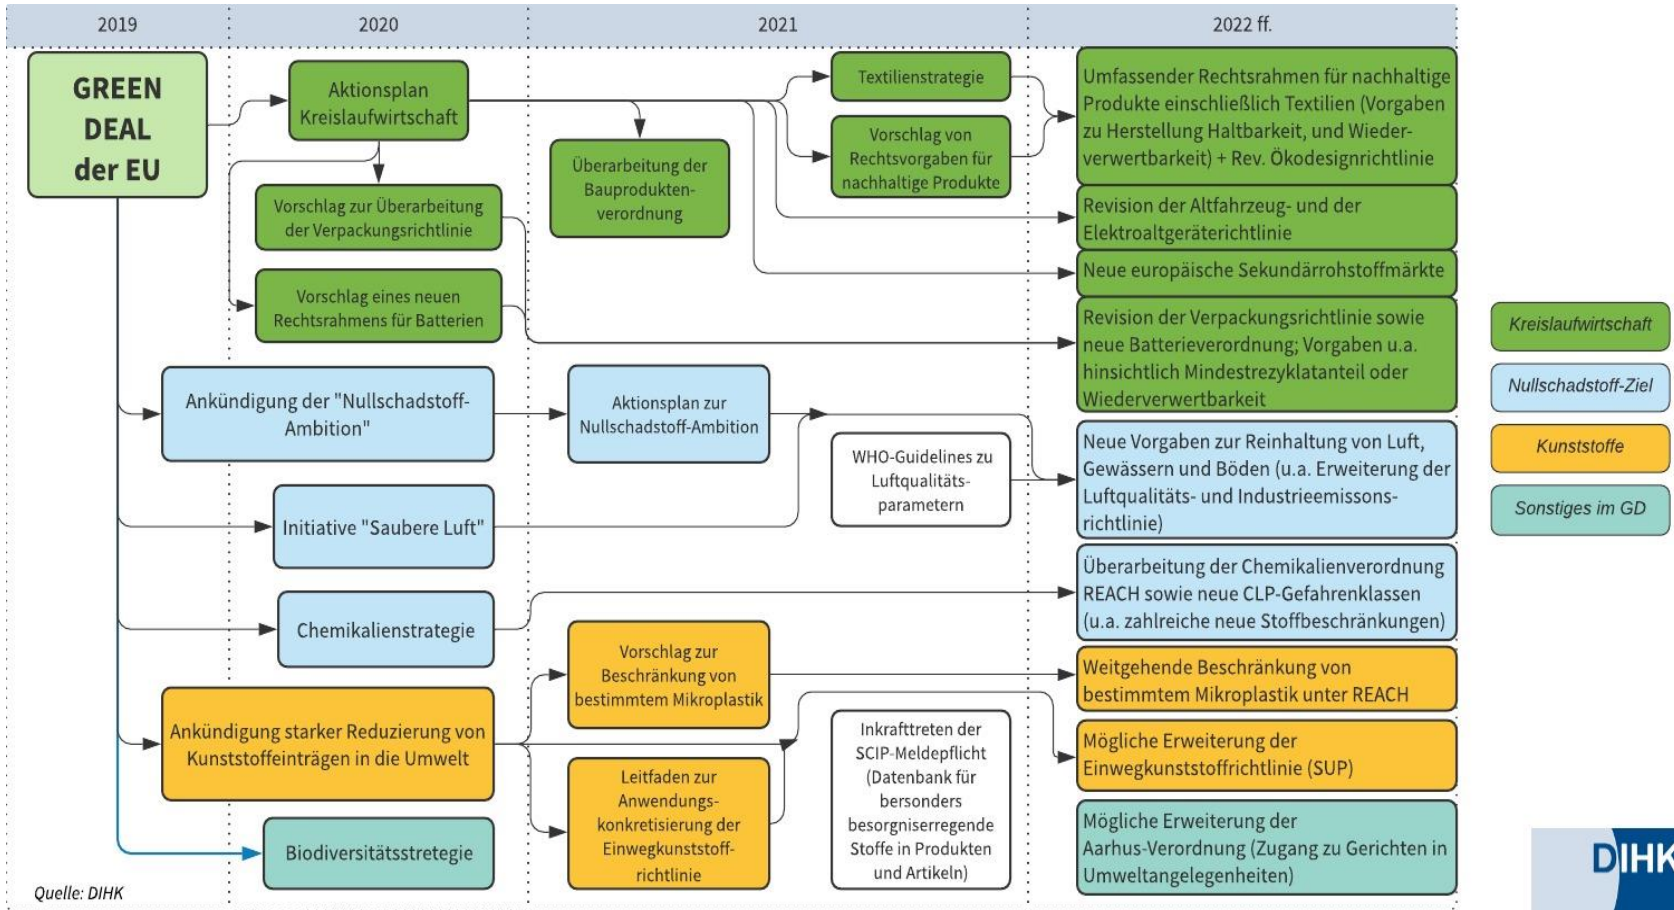 2019
2020
2021
2022 ff.
GREEN
DEAL
der EU
Aktionsplan
Kreislaufwirtschaft
Vorschlag zur Überarbeitung
der Verpackungsrichtlinie
Vorschlag eines neuen
Rechtsrahmens für Batterien
Überarbeitung der
Bauprodukten-
verordnung
Textilienstrategie
Vorschlag von
Rechtsvorgaben für
nachhaltige Produkte
Umfassender Rechtsrahmen für nachhaltige
Produkte einschließlich Textilien (Vorgaben
zu Herstellung Haltbarkeit, und Wieder-
verwertbarkeit) + Rev. Ökodesignrichtlinie
Revision der Altfahrzeug- und der
Elektroaltgeräterichtlinie
Neue europäische Sekundärrohstoffmärkte
Revision der Verpackungsrichtlinie sowie
neue Batterieverordnung; Vorgaben u.a.
hinsichtlich Mindestrezyklatanteil oder
Wiederverwertbarkeit
Ankündigung der "Nullschadstoff-
Ambition"
Aktionsplan zur
Nullschadstoff-Ambition
WHO-Guidelines zu
Luftqualitäts-
parametern
Neue Vorgaben zur Reinhaltung von Luft,
Gewässern und Böden (u.a. Erweiterung der
Luftqualitäts- und Industrieemissons-
richtlinie)
Initiative "Saubere Luft"
Chemikalienstrategie
Überarbeitung der Chemikalienverordnung
REACH sowie neue CLP-Gefahrenklassen
(u.a. zahlreiche neue Stoffbeschränkungen)
Ankündigung starker Reduzierung von
Kunststoffeinträgen in die Umwelt
Vorschlag zur
Beschränkung von
bestimmtem Mikroplastik
Leitfaden zur
Anwendungs-
konkretisierung der
Einwegkunststoff-
richtlinie
Inkrafttreten der
SCIP-Meldepflicht
(Datenbank für
bersonders
besorgniserregende
Stoffe in Produkten
und Artikeln)
Weitgehende Beschränkung von
bestimmtem Mikroplastik unter REACH
Mögliche Erweiterung der
Einwegkunststoffrichtlinie (SUP)
Biodiversitätsstretegie
Mögliche Erweiterung der
Aarhus-Verordnung (Zugang zu Gerichten in
Umweltangelegenheiten)
Kreislaufwirtschaft
Nullschadstoff-Ziel
Kunststoffe
Sonstiges im GD
Quelle: DIHK
DIHK